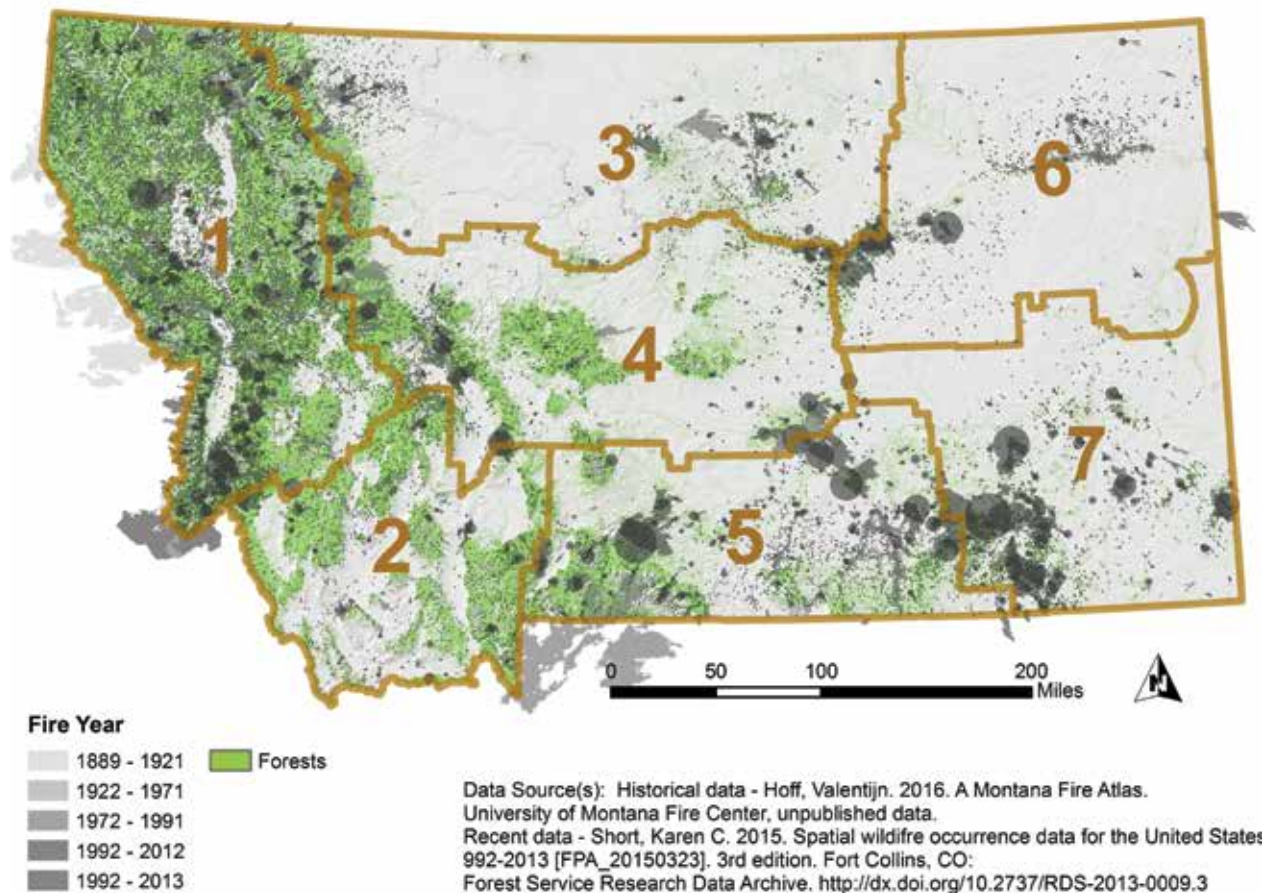 3
6
1
4
7
5
2
0 50 100 200
Miles
N
Fire Year
1889 - 1921
Forests
1922 - 1971
1972 - 1991
1992 - 2012
1992 - 2013
Data Source(s): Historical data - Hoff, Valentijn. 2016. A Montana Fire Atlas.
University of Montana Fire Center, unpublished data.
Recent data - Short, Karen C. 2015. Spatial wildifre occurrence data for the United States
992-2013 [FPA_20150323]. 3rd edition. Fort Collins, CO:
Forest Service Research Data Archive. http://dx.doi.org/10.2737/RDS-2013-0009.3